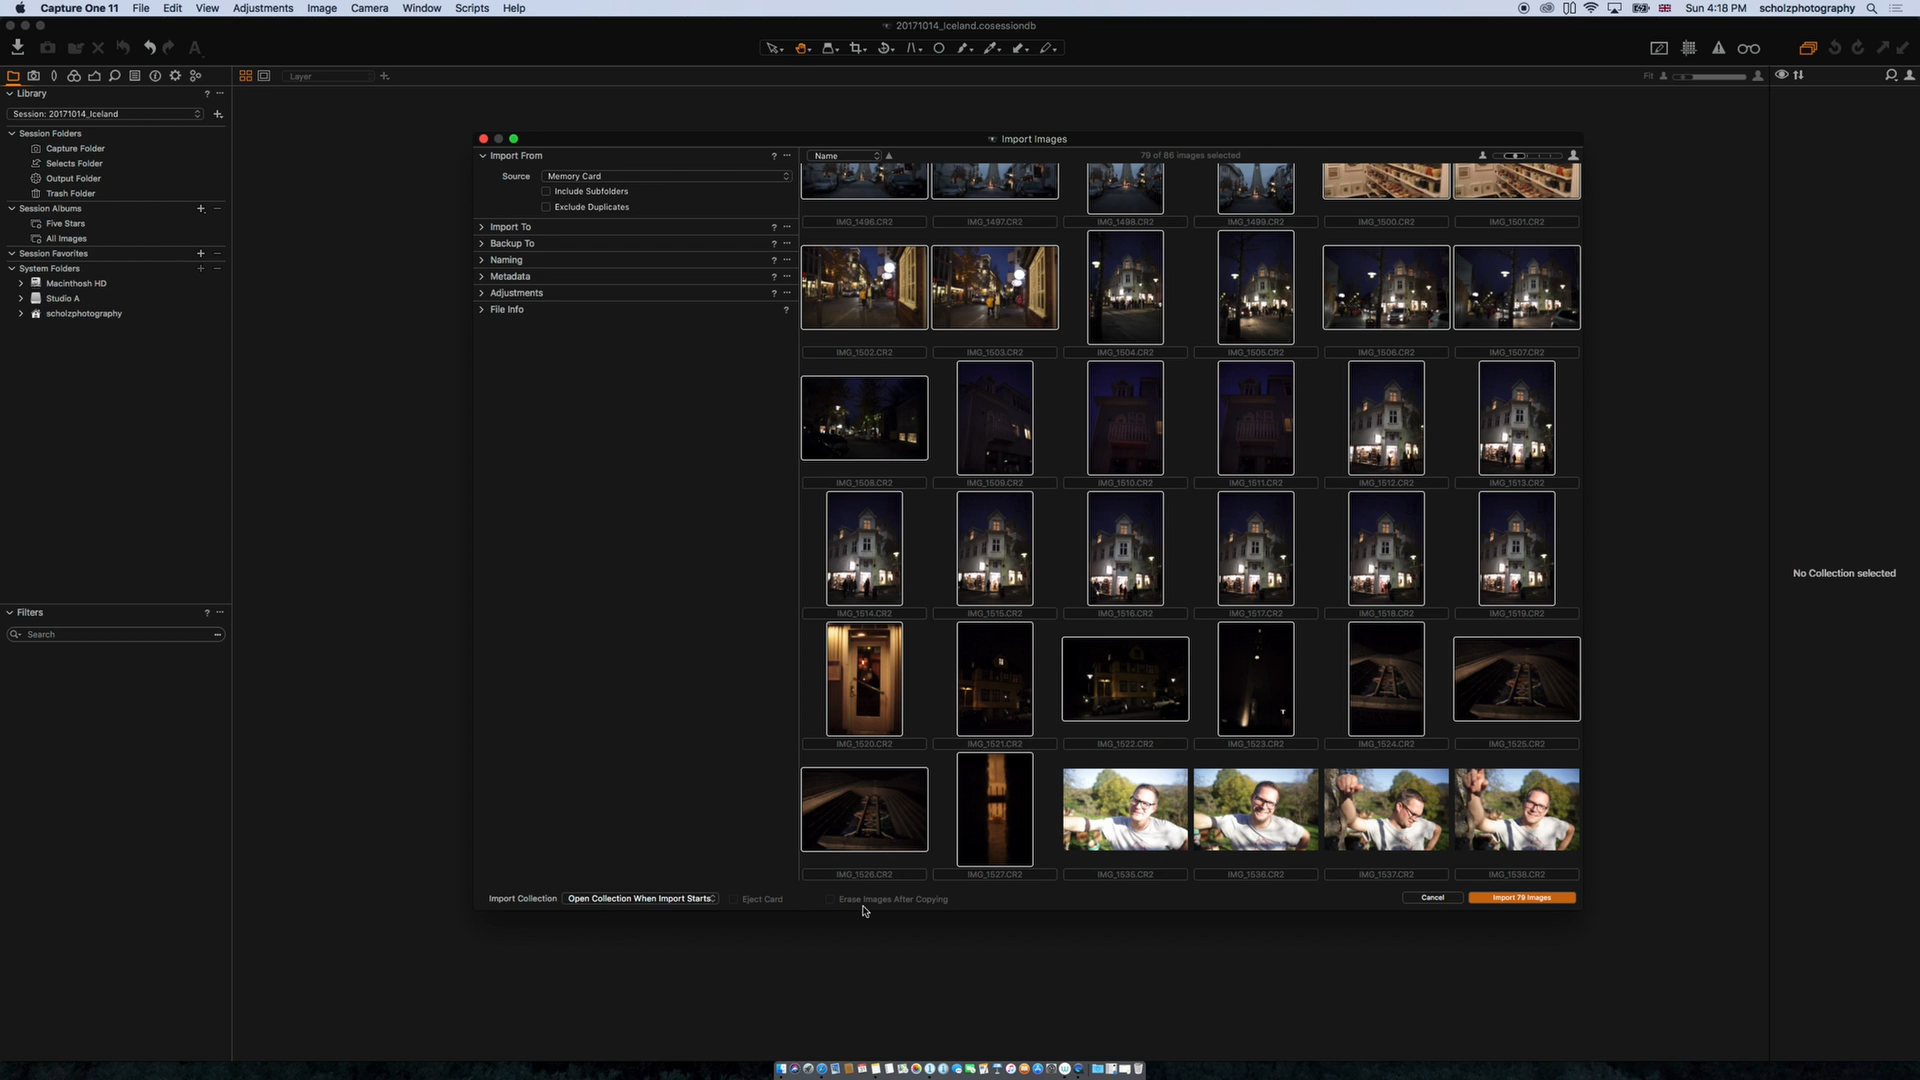 Capture One 11 File Edit View Adjustments Image Camera Window Scripts Help
Sun 4:18 PM scholzphotography
20171014_Iceland.cosessiondb
Layer
Fit
Library
?
Session: 20171014_Iceland
Session Folders
Capture Folder
Selects Folder
Output Folder
Trash Folder
Session Albums
Five Stars
All Images
Session Favorites
System Folders
Macintosh HD
Studio A
scholzphotography
Filters
?
Search
Import Images
Import From
?
Source Memory Card
Include Subfolders
Exclude Duplicates
Import To
?
Backup To
?
Naming
?
Metadata
?
Adjustments
?
File Info
?
Name
79 of 86 images selected
IMG_1496.CR2 IMG_1497.CR2 IMG_1498.CR2 IMG_1499.CR2 IMG_1500.CR2 IMG_1501.CR2
IMG_1502.CR2 IMG_1503.CR2 IMG_1504.CR2 IMG_1505.CR2 IMG_1506.CR2 IMG_1507.CR2
IMG_1508.CR2 IMG_1509.CR2 IMG_1510.CR2 IMG_1511.CR2 IMG_1512.CR2 IMG_1513.CR2
IMG_1514.CR2 IMG_1515.CR2 IMG_1516.CR2 IMG_1517.CR2 IMG_1518.CR2 IMG_1519.CR2
IMG_1520.CR2 IMG_1521.CR2 IMG_1522.CR2 IMG_1523.CR2 IMG_1524.CR2 IMG_1525.CR2
IMG_1526.CR2 IMG_1527.CR2 IMG_1535.CR2 IMG_1536.CR2 IMG_1537.CR2 IMG_1538.CR2
Import Collection Open Collection When Import Starts Eject Card Erase Images After Copying Cancel Import 79 Images
No Collection selected